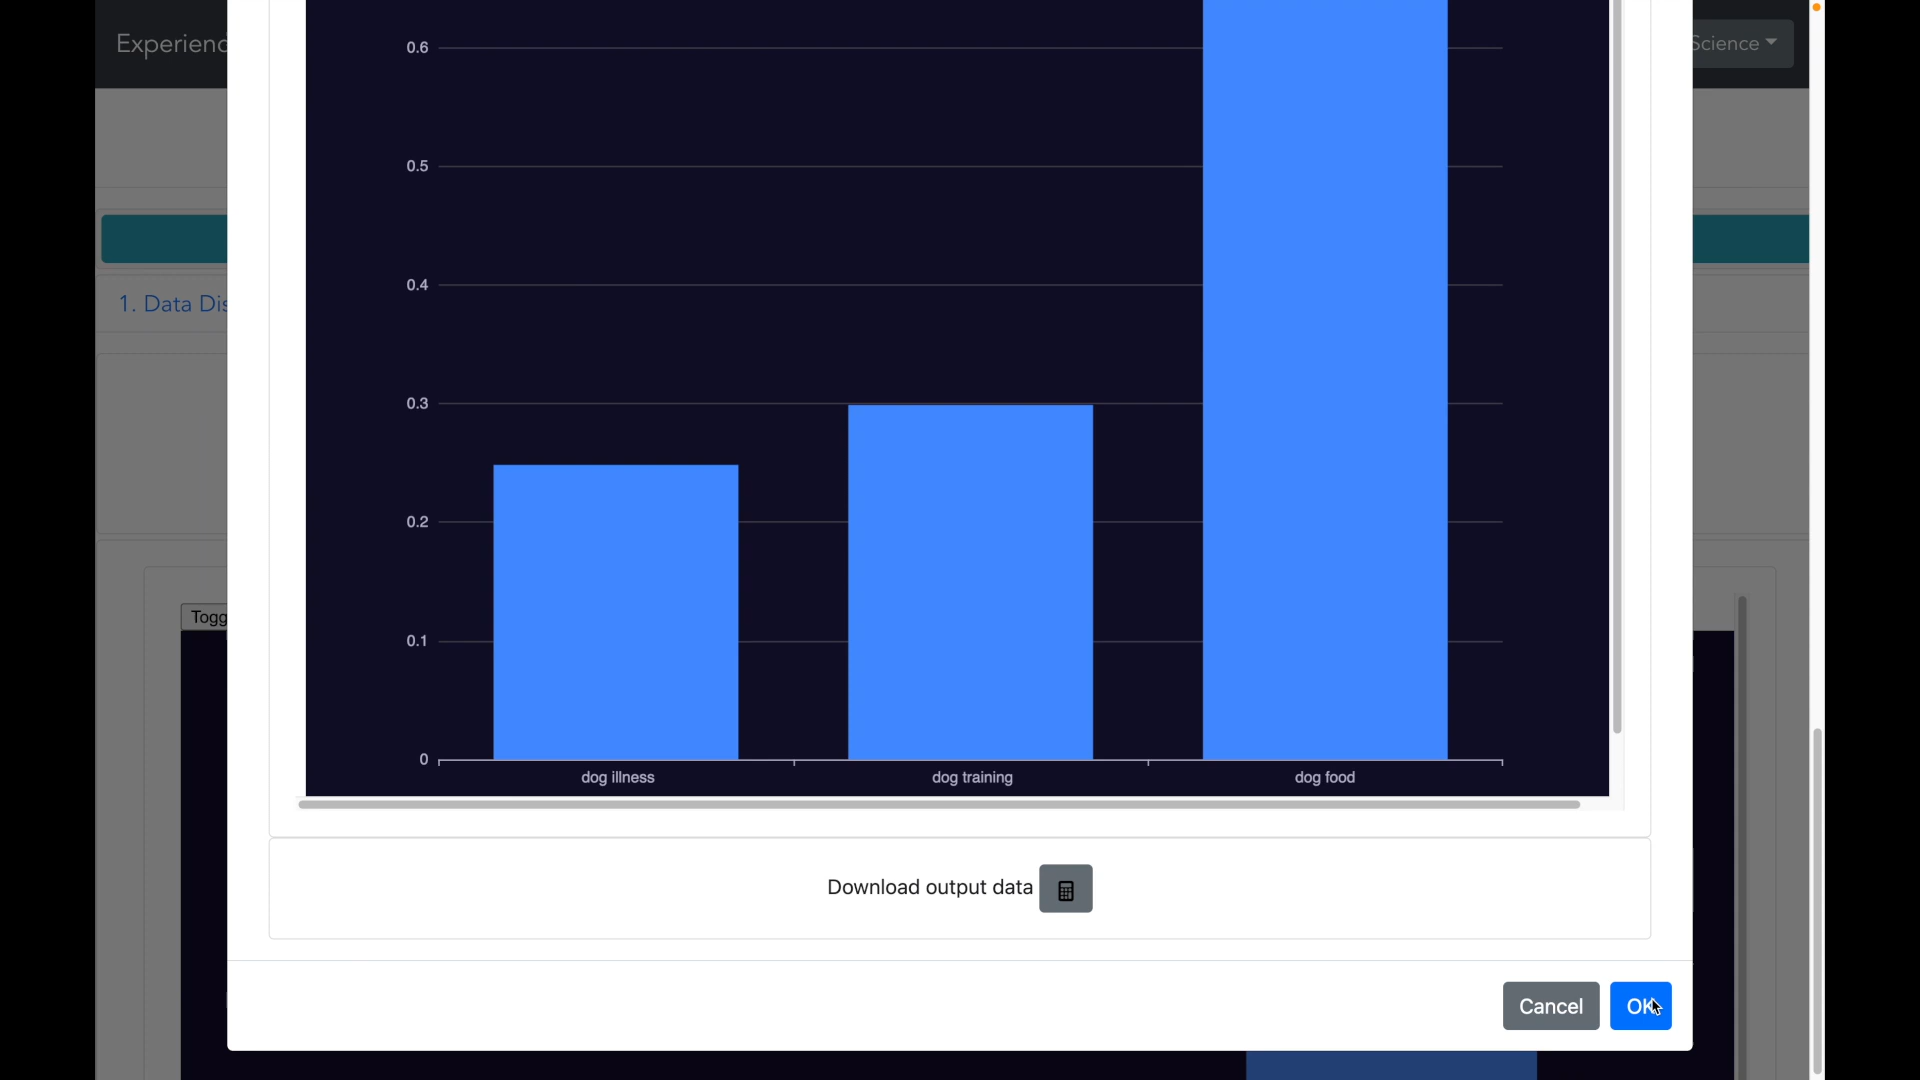 Experienc
Science
0.6
0.5
1. Data Dis
0.4
0.3
0.2
Togg
0.1
0
dog illness
dog training
dog food
Download output data
Cancel
OK